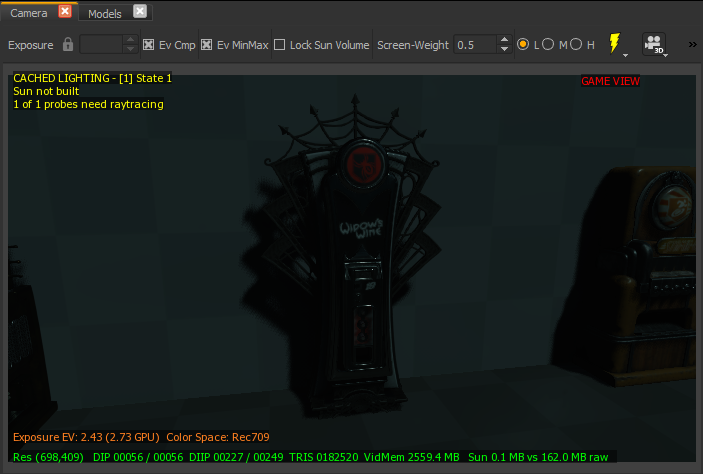 Camera Models
Exposure Ev Cmp Ev MinMax Lock Sun Volume Screen-Weight 0.5 L M H 3D »
CACHED LIGHTING - [1] State 1
GAME VIEW
Sun not built
1 of 1 probes need raytracing
WIDOW'S
WINE
Exposure EV: 2.43 (2.73 GPU) Color Space: Rec709
Res (698,409) DIP 00056 / 00056 DIIP 00227 / 00249 TRIS 0182520 VidMem 2559.4 MB Sun 0.1 MB vs 162.0 MB raw